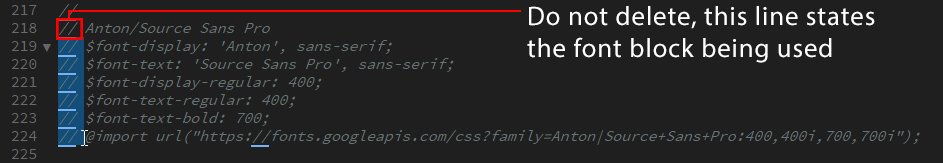 217 //
218 // Anton/Source Sans Pro
219 // $font-display: 'Anton', sans-serif;
220 // $font-text: 'Source Sans Pro', sans-serif;
221 // $font-display-regular: 400;
222 // $font-text-regular: 400;
223 // $font-text-bold: 700;
224 // @import url("https://fonts.googleapis.com/css?family=Anton|Source+Sans+Pro:400,400i,700,700i");
225
Do not delete, this line states
the font block being used